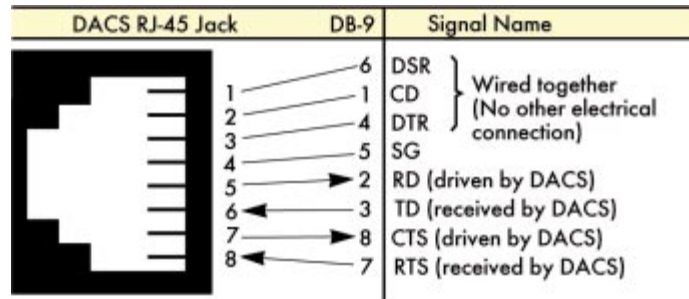 DACS RJ-45 Jack DB-9 Signal Name
1 6 DSR
2 1 CD
3 4 DTR
Wired together
(No other electrical
connection)
4 5 SG
5 2 RD (driven by DACS)
6 3 TD (received by DACS)
7 8 CTS (driven by DACS)
8 7 RTS (received by DACS)